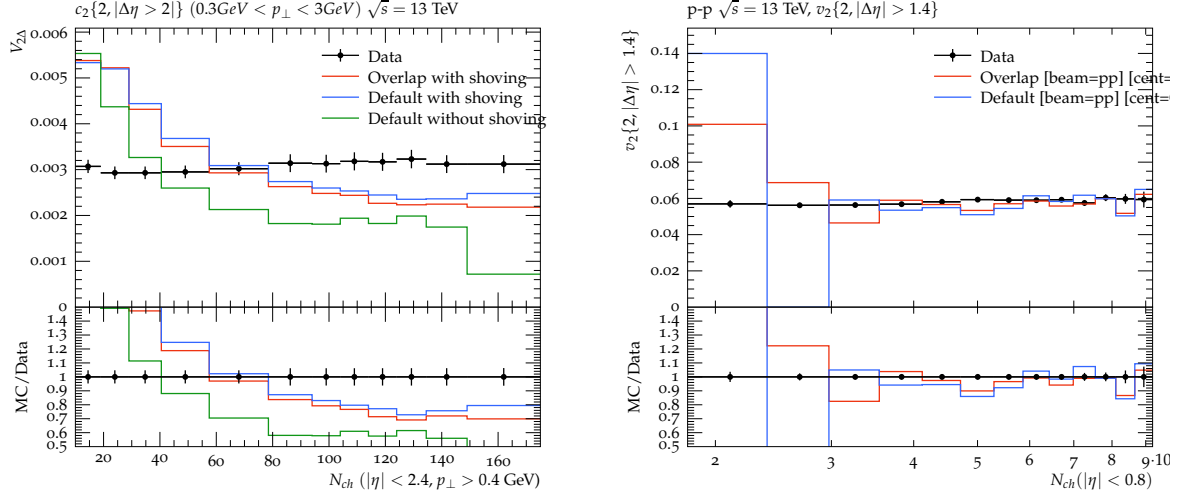 c₂{2, |Δη > 2|} (0.3GeV < p⊥ < 3GeV) √s = 13 TeV
V₂Δ
0.006
0.005
0.004
0.003
0.002
0.001
0
Data
Overlap with shoving
Default with shoving
Default without shoving
MC/Data
1.4
1.3
1.2
1.1
1
0.9
0.8
0.7
0.6
0.5
20 40 60 80 100 120 140 160
N_ch (|η| < 2.4, p⊥ > 0.4 GeV)
p-p √s = 13 TeV, v₂{2, |Δη| > 1.4}
v₂{2, |Δη| > 1.4}
0.14
0.12
0.1
0.08
0.06
0.04
0.02
0
Data
Overlap [beam=pp] [cent=
Default [beam=pp] [cent=
MC/Data
1.4
1.3
1.2
1.1
1
0.9
0.8
0.7
0.6
0.5
2 3 4 5 6 7 8 9·10
N_ch(|η| < 0.8)